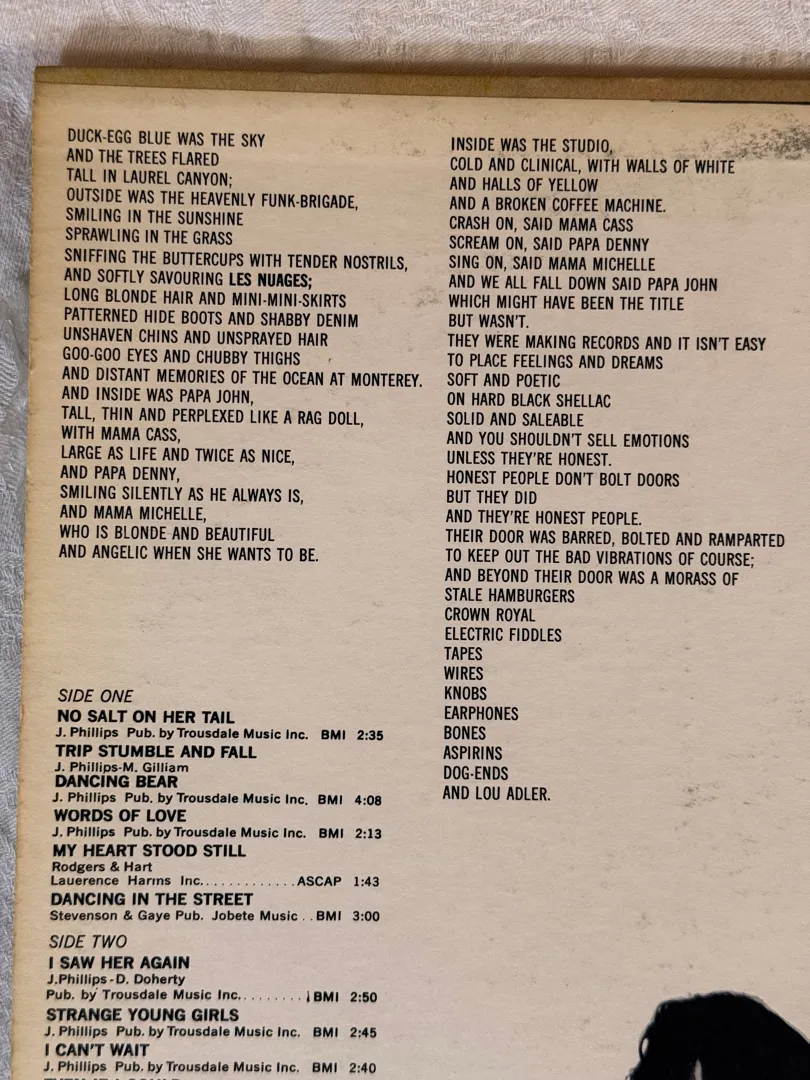 DUCK-EGG BLUE WAS THE SKY
AND THE TREES FLARED
TALL IN LAUREL CANYON;
OUTSIDE WAS THE HEAVENLY FUNK-BRIGADE,
SMILING IN THE SUNSHINE
SPRAWLING IN THE GRASS
SNIFFING THE BUTTERCUPS WITH TENDER NOSTRILS,
AND SOFTLY SAVOURING LES NUAGES;
LONG BLONDE HAIR AND MINI-MINI-SKIRTS
PATTERNED HIDE BOOTS AND SHABBY DENIM
UNSHAVEN CHINS AND UNSPRAYED HAIR
GOO-GOO EYES AND CHUBBY THIGHS
AND DISTANT MEMORIES OF THE OCEAN AT MONTEREY.
AND INSIDE WAS PAPA JOHN,
TALL, THIN AND PERPLEXED LIKE A RAG DOLL,
WITH MAMA CASS,
LARGE AS LIFE AND TWICE AS NICE,
AND PAPA DENNY,
SMILING SILENTLY AS HE ALWAYS IS,
AND MAMA MICHELLE,
WHO IS BLONDE AND BEAUTIFUL
AND ANGELIC WHEN SHE WANTS TO BE.
INSIDE WAS THE STUDIO,
COLD AND CLINICAL, WITH WALLS OF WHITE
AND HALLS OF YELLOW
AND A BROKEN COFFEE MACHINE.
CRASH ON, SAID MAMA CASS
SCREAM ON, SAID PAPA DENNY
SING ON, SAID MAMA MICHELLE
AND WE ALL FALL DOWN SAID PAPA JOHN
WHICH MIGHT HAVE BEEN THE TITLE
BUT WASN'T.
THEY WERE MAKING RECORDS AND IT ISN'T EASY
TO PLACE FEELINGS AND DREAMS
SOFT AND POETIC
ON HARD BLACK SHELLAC
SOLID AND SALEABLE
AND YOU SHOULDN'T SELL EMOTIONS
UNLESS THEY'RE HONEST.
HONEST PEOPLE DON'T BOLT DOORS
BUT THEY DID
AND THEY'RE HONEST PEOPLE.
THEIR DOOR WAS BARRED, BOLTED AND RAMPARTED
TO KEEP OUT THE BAD VIBRATIONS OF COURSE;
AND BEYOND THEIR DOOR WAS A MORASS OF
STALE HAMBURGERS
CROWN ROYAL
ELECTRIC FIDDLES
TAPES
WIRES
KNOBS
EARPHONES
BONES
ASPIRINS
DOG-ENDS
AND LOU ADLER.
SIDE ONE
NO SALT ON HER TAIL
J. Phillips Pub. by Trousdale Music Inc. BMI 2:35
TRIP STUMBLE AND FALL
J. Phillips-M. Gilliam
DANCING BEAR
J. Phillips Pub. by Trousdale Music Inc. BMI 4:08
WORDS OF LOVE
J. Phillips Pub. by Trousdale Music Inc. BMI 2:13
MY HEART STOOD STILL
Rodgers & Hart
Lauerence Harms Inc............. ASCAP 1:43
DANCING IN THE STREET
Stevenson & Gaye Pub. Jobete Music . . BMI 3:00
SIDE TWO
I SAW HER AGAIN
J.Phillips-D. Doherty
Pub. by Trousdale Music Inc......... BMI 2:50
STRANGE YOUNG GIRLS
J. Phillips Pub. by Trousdale Music Inc. BMI 2:45
I CAN'T WAIT
J. Phillips Pub. by Trousdale Music Inc. BMI 2:40